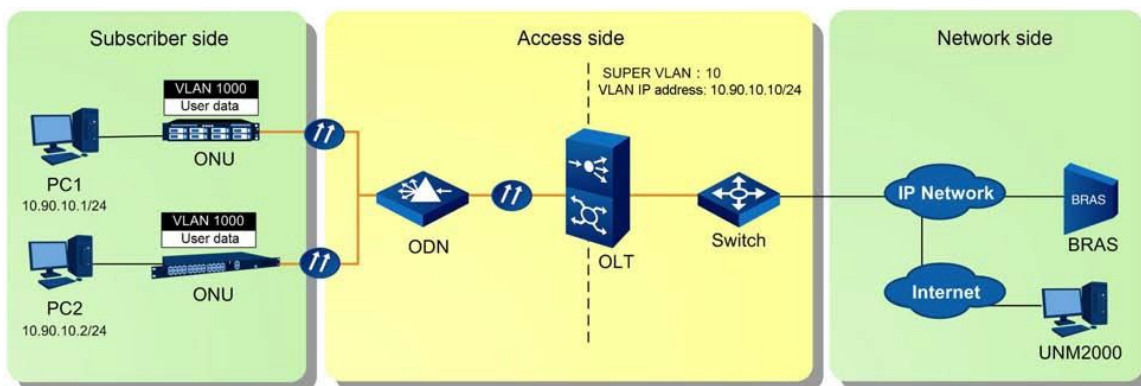 Subscriber side
VLAN 1000
User data
ONU
PC1
10.90.10.1/24
VLAN 1000
User data
ONU
PC2
10.90.10.2/24
Access side
SUPER VLAN : 10
VLAN IP address: 10.90.10.10/24
ODN
OLT
Switch
Network side
IP Network
BRAS
BRAS
Internet
UNM2000